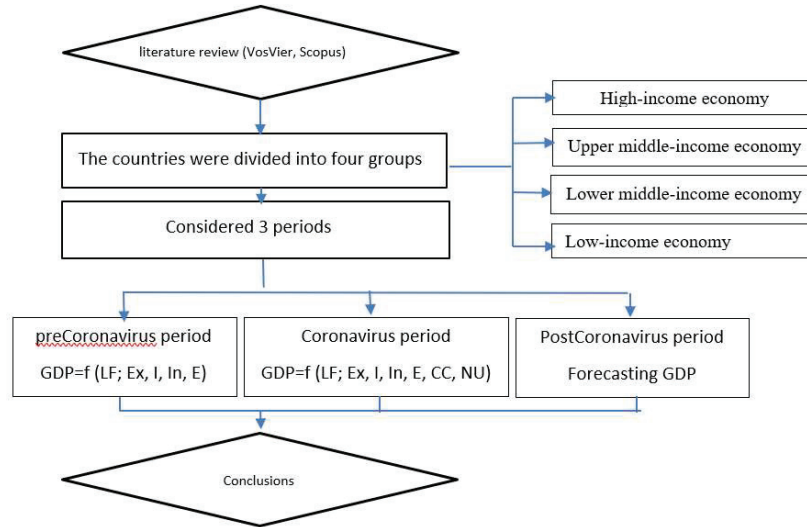 literature review (VosVier, Scopus)
The countries were divided into four groups
High-income economy
Upper middle-income economy
Lower middle-income economy
Low-income economy
Considered 3 periods
preCoronavirus period
GDP=f (LF; Ex, I, In, E)
Coronavirus period
GDP=f (LF; Ex, I, In, E, CC, NU)
PostCoronavirus period
Forecasting GDP
Conclusions